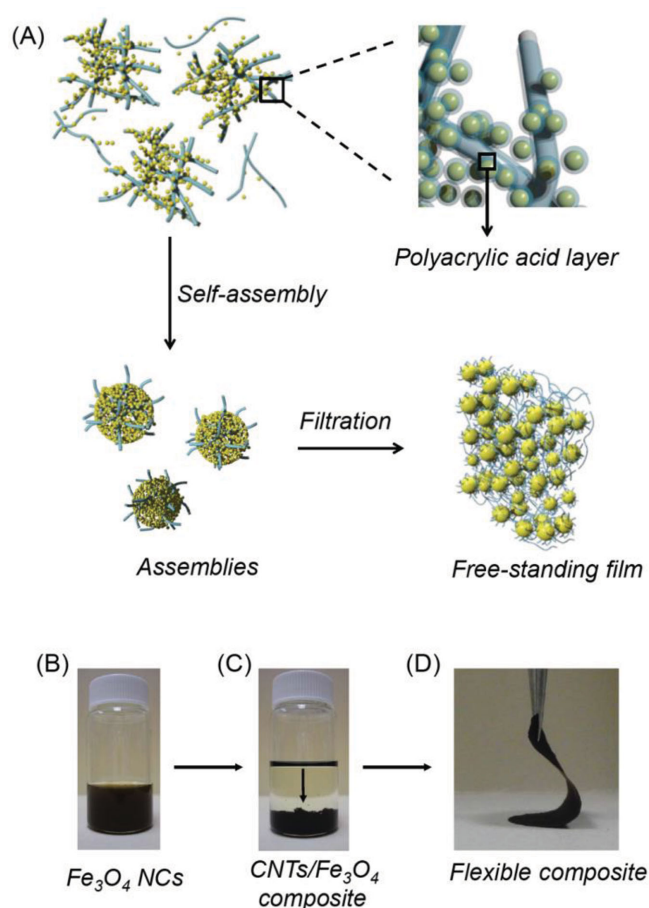 (A)
Polyacrylic acid layer
Self-assembly
Filtration
Assemblies
Free-standing film
(B)
(C)
(D)
Fe₃O₄ NCs
CNTs/Fe₃O₄
composite
Flexible composite